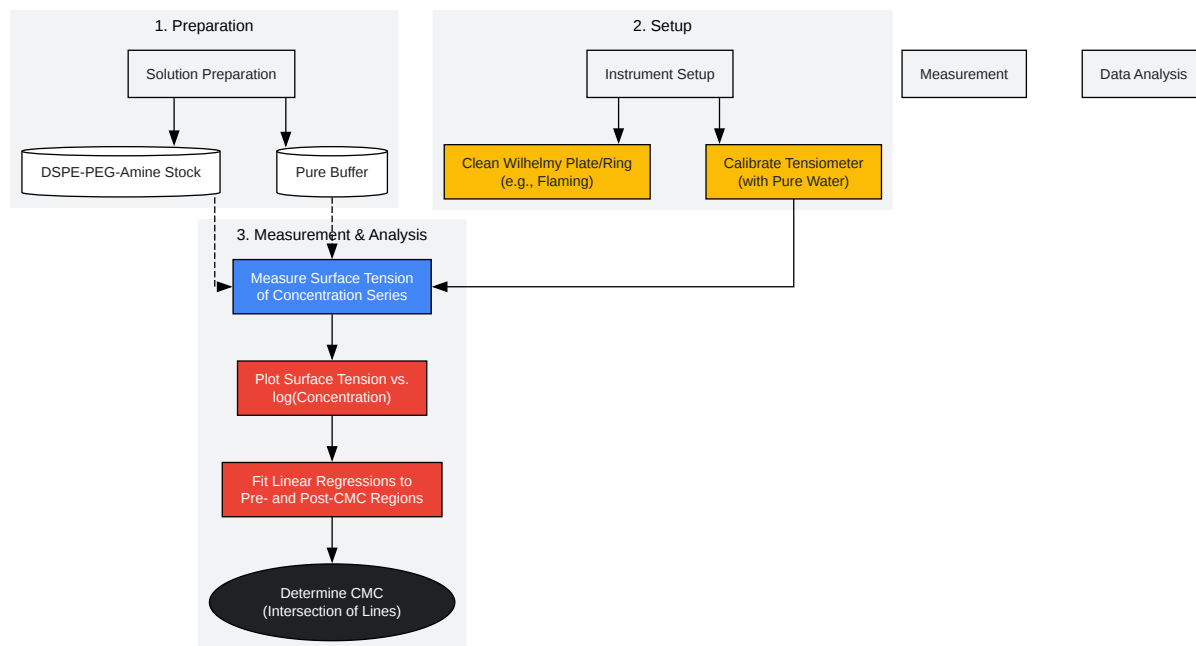 1. Preparation
Solution Preparation
DSPE-PEG-Amine Stock
Pure Buffer
2. Setup
Instrument Setup
Clean Wilhelmy Plate/Ring
(e.g., Flaming)
Calibrate Tensiometer
(with Pure Water)
Measurement
Data Analysis
3. Measurement & Analysis
Measure Surface Tension
of Concentration Series
Plot Surface Tension vs.
log(Concentration)
Fit Linear Regressions to
Pre- and Post-CMC Regions
Determine CMC
(Intersection of Lines)